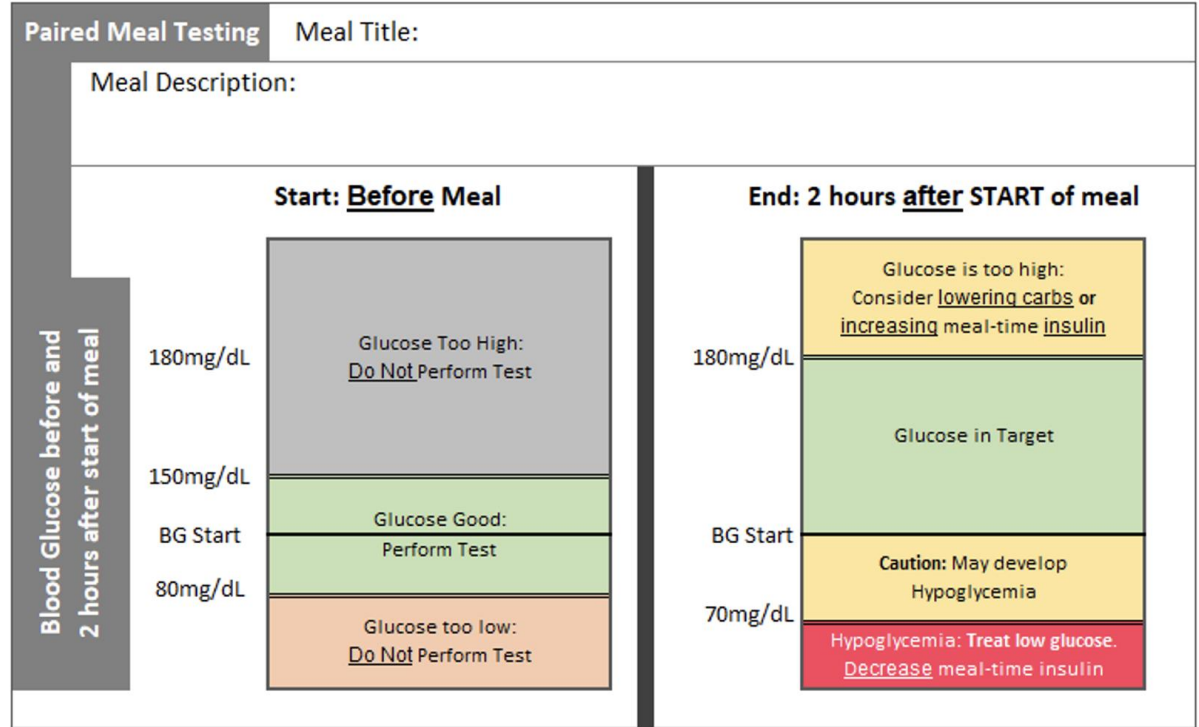 Paired Meal Testing
Meal Title:
Meal Description:
Blood Glucose before and
2 hours after start of meal
Start: Before Meal
180mg/dL
150mg/dL
BG Start
80mg/dL
Glucose Too High:
Do Not Perform Test
Glucose Good:
Perform Test
Glucose too low:
Do Not Perform Test
End: 2 hours after START of meal
180mg/dL
BG Start
70mg/dL
Glucose is too high:
Consider lowering carbs or
increasing meal-time insulin
Glucose in Target
Caution: May develop
Hypoglycemia
Hypoglycemia: Treat low glucose.
Decrease meal-time insulin